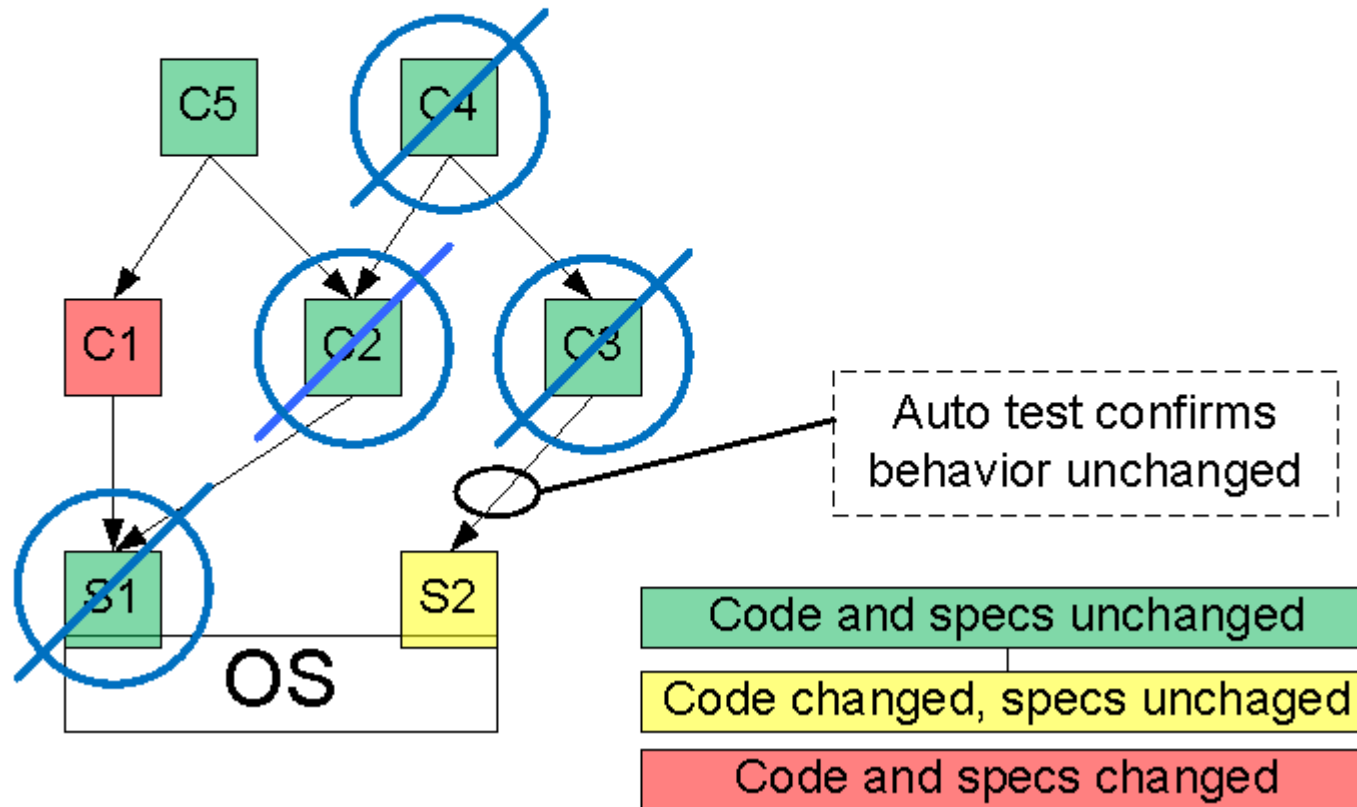 C5
C4
C1
C2
C3
Auto test confirms
behavior unchanged
S1
S2
OS
Code and specs unchanged
Code changed, specs unchaged
Code and specs changed